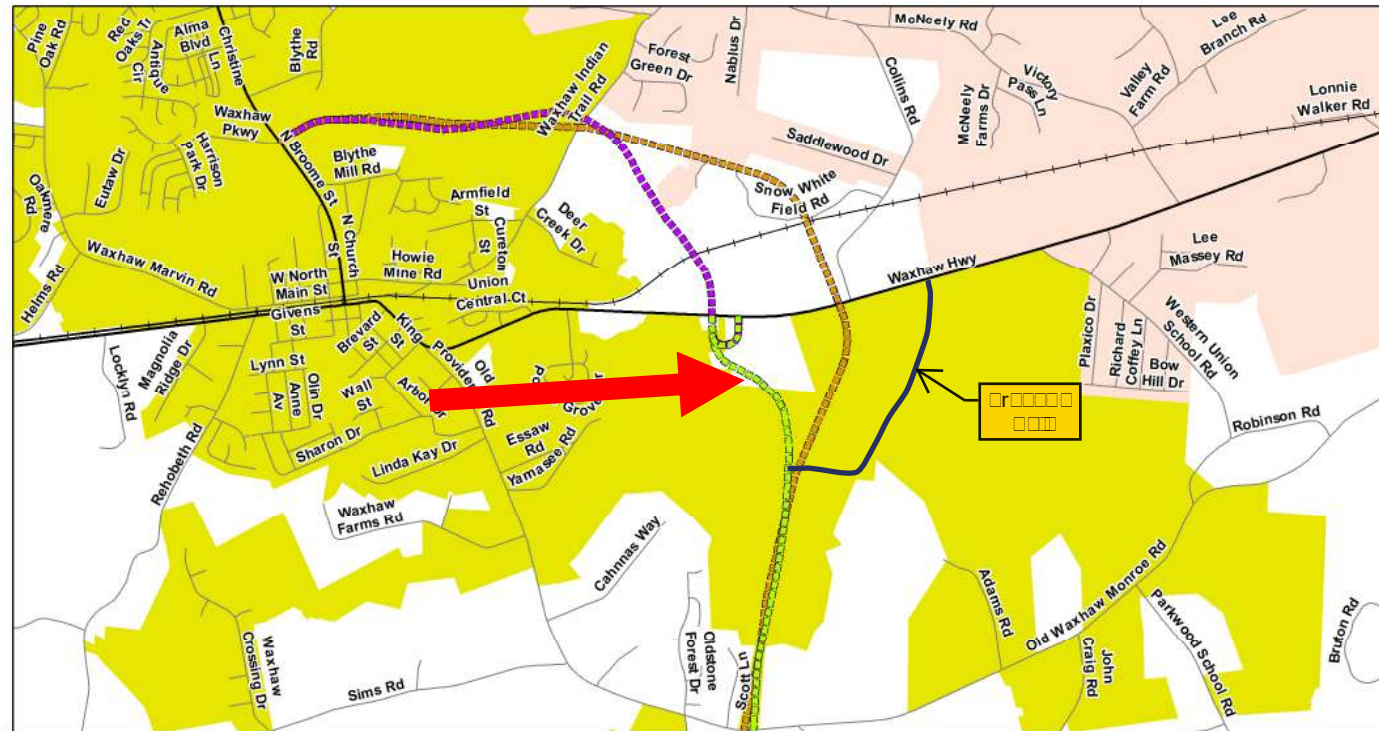 Pine
Oak Rd
Red
Oaks Tr
Antique
Cir
Alma
Blvd
Ln
Christine
Blythe
Rd
Waxhaw
Pkwy
Harrison
Park Dr
Eutaw Dr
Oakmere
Rd
Helms Rd
Waxhaw Marvin Rd
N Broome St
Blythe
Mill Rd
N Church
St
W North
Main St
Givens
St
Howie
Mine Rd
Armfield
St
Cureton
St
Deer
Creek Dr
Union
Central Ct
Waxhaw Indian
Trail Rd
Forest
Green Dr
Nablus Dr
McNeely Rd
Collins Rd
McNeely
Farms Dr
Victory
Pass Ln
Valley
Farm Rd
Lee
Branch Rd
Lonnie
Walker Rd
Saddlewood Dr
Snow White
Field Rd
Waxhaw Hwy
Lee
Massey Rd
Plaxico Dr
Richard
Coffey Ln
Bow
Hill Dr
Western Union
School Rd
Robinson Rd
Locklyn Rd
Magnolia
Ridge Dr
Lynn St
Anne
Av
Olin Dr
Brevard
St
King
St
Wall
St
Arbor Dr
Providence Rd
Old
Grove
Sharon Dr
Linda Kay Dr
Essaw
Rd
Yamasee Rd
Rehobeth Rd
Waxhaw
Farms Rd
Cahnnas Way
Waxhaw
Crossing Dr
Sims Rd
Oldstone
Forest Dr
Scott Ln
Adams Rd
Old Waxhaw Monroe Rd
John
Craig Rd
Parkwood School Rd
Bruton Rd